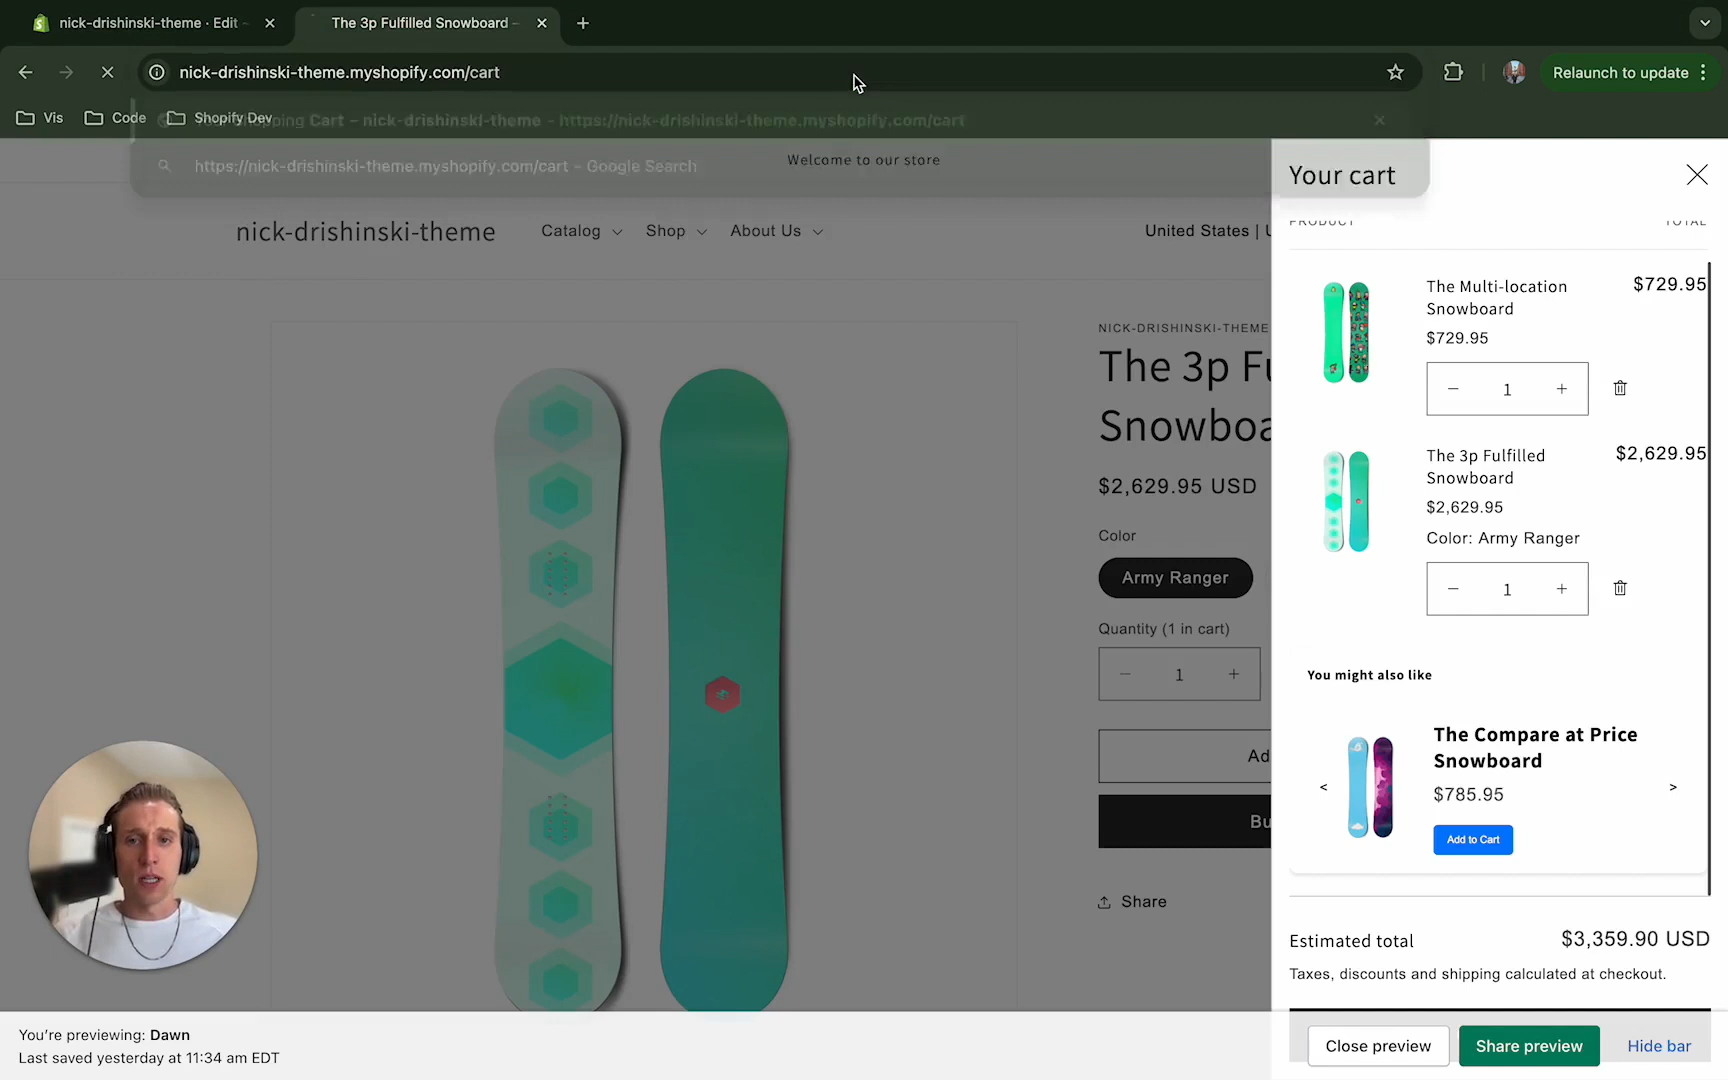 nick-drishinski-theme · Edit -
The 3p Fulfilled Snowboard –
nick-drishinski-theme.myshopify.com/cart
Relaunch to update
Vis
Code
Shopify Dev
Shopping Cart – nick-drishinski-theme - https://nick-drishinski-theme.myshopify.com/cart
https://nick-drishinski-theme.myshopify.com/cart - Google Search
Welcome to our store
nick-drishinski-theme
Catalog
Shop
About Us
United States | U
NICK-DRISHINSKI-THEME
The 3p Fu
Snowboa
$2,629.95 USD
Color
Army Ranger
Quantity (1 in cart)
− 1 +
Ad
Bu
Share
Your cart
PRODUCT
TOTAL
The Multi-location
Snowboard
$729.95
$729.95
− 1 +
The 3p Fulfilled
Snowboard
$2,629.95
$2,629.95
Color: Army Ranger
− 1 +
You might also like
<
The Compare at Price
Snowboard
$785.95
>
Add to Cart
Estimated total
$3,359.90 USD
Taxes, discounts and shipping calculated at checkout.
You're previewing: Dawn
Last saved yesterday at 11:34 am EDT
Close preview
Share preview
Hide bar